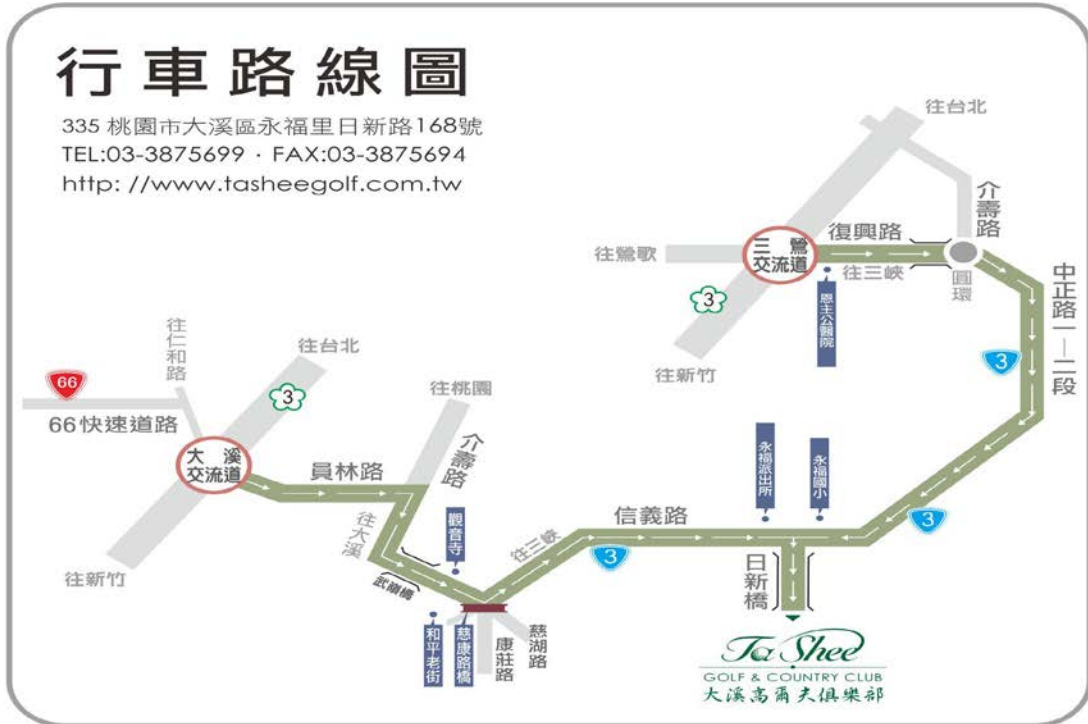 行車路線圖
335 桃園市大溪區永福里日新路168號
TEL:03-3875699 · FAX:03-3875694
http: //www.tasheegolf.com.tw
往台北
介壽路
復興路
三鶯
交流道
往鶯歌
往三峽
圓環
恩主公醫院
3
往新竹
中正路一—二段
3
往仁和路
往台北
3
66
66快速道路
往桃園
介壽路
大溪
交流道
員林路
往大溪
往新竹
觀音寺
武嶺橋
往三峽
信義路
3
永福派出所
永福國小
3
日新橋
和平老街
慈康路橋
康莊路
慈湖路
Ta Shee
GOLF & COUNTRY CLUB
大溪高爾夫俱樂部